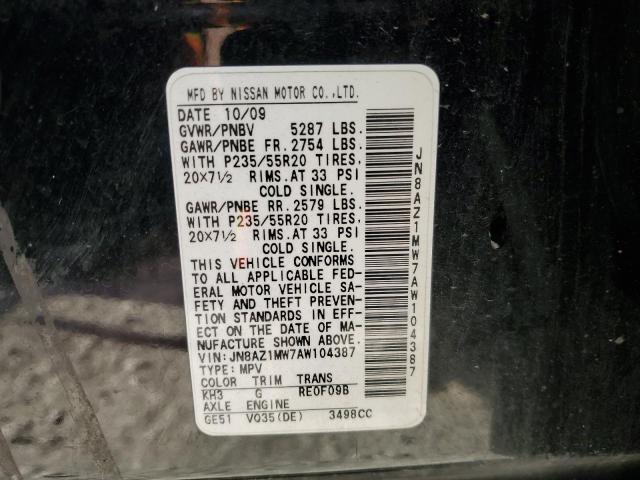 MFD BY NISSAN MOTOR CO.,LTD.
DATE 10/09
GVWR/PNBV 5287 LBS.
GAWR/PNBE FR. 2754 LBS.
WITH P235/55R20 TIRES,
20×7½ RIMS.AT 33 PSI
COLD SINGLE.
GAWR/PNBE RR. 2579 LBS.
WITH P235/55R20 TIRES,
20×7½ RIMS.AT 33 PSI
COLD SINGLE.
THIS VEHICLE CONFORMS
TO ALL APPLICABLE FED-
ERAL MOTOR VEHICLE SA-
FETY AND THEFT PREVEN-
TION STANDARDS IN EFF-
ECT ON THE DATE OF MA-
NUFACTURE SHOWN ABOVE.
VIN:JN8AZ1MW7AW104387
TYPE:MPV
COLOR TRIM TRANS
KH3 G RE0F09B
AXLE ENGINE
GE51 VQ35(DE) 3498CC
JN8AZ1MW7AW104387